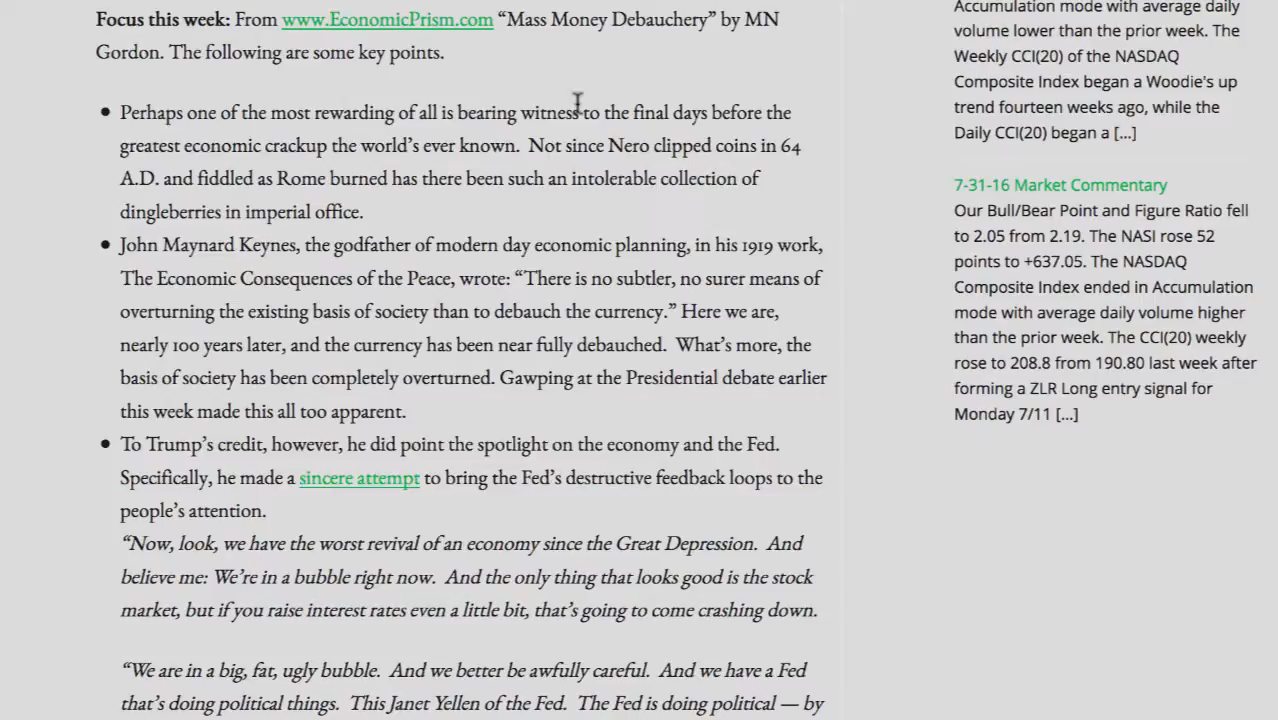 Focus this week: From www.EconomicPrism.com “Mass Money Debauchery” by MN
Gordon. The following are some key points.
Perhaps one of the most rewarding of all is bearing witness to the final days before the
greatest economic crackup the world’s ever known.  Not since Nero clipped coins in 64
A.D. and fiddled as Rome burned has there been such an intolerable collection of
dingleberries in imperial office.
John Maynard Keynes, the godfather of modern day economic planning, in his 1919 work,
The Economic Consequences of the Peace, wrote: “There is no subtler, no surer means of
overturning the existing basis of society than to debauch the currency.” Here we are,
nearly 100 years later, and the currency has been near fully debauched.  What’s more, the
basis of society has been completely overturned. Gawping at the Presidential debate earlier
this week made this all too apparent.
To Trump’s credit, however, he did point the spotlight on the economy and the Fed.
Specifically, he made a sincere attempt to bring the Fed’s destructive feedback loops to the
people’s attention.
“Now, look, we have the worst revival of an economy since the Great Depression.  And
believe me: We’re in a bubble right now.  And the only thing that looks good is the stock
market, but if you raise interest rates even a little bit, that’s going to come crashing down.
“We are in a big, fat, ugly bubble.  And we better be awfully careful.  And we have a Fed
that’s doing political things.  This Janet Yellen of the Fed.  The Fed is doing political — by
Accumulation mode with average daily
volume lower than the prior week. The
Weekly CCI(20) of the NASDAQ
Composite Index began a Woodie's up
trend fourteen weeks ago, while the
Daily CCI(20) began a [...]
7-31-16 Market Commentary
Our Bull/Bear Point and Figure Ratio fell
to 2.05 from 2.19. The NASI rose 52
points to +637.05. The NASDAQ
Composite Index ended in Accumulation
mode with average daily volume higher
than the prior week. The CCI(20) weekly
rose to 208.8 from 190.80 last week after
forming a ZLR Long entry signal for
Monday 7/11 [...]